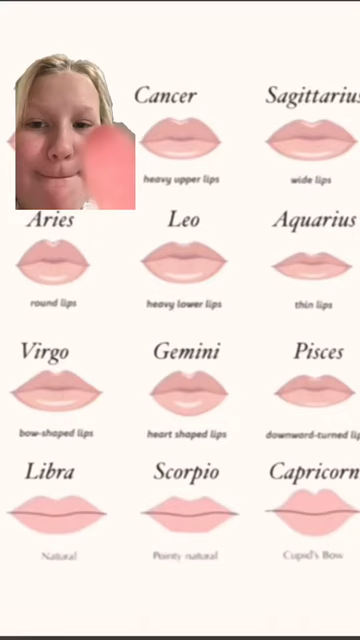 Cancer
Sagittarius
heavy upper lips
wide lips
Aries
Leo
Aquarius
round lips
heavy lower lips
thin lips
Virgo
Gemini
Pisces
bow-shaped lips
heart shaped lips
downward-turned lip
Libra
Scorpio
Capricorn
Natural
Pointy natural
Cupid's Bow